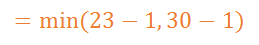 = min(23 − 1, 30 − 1)